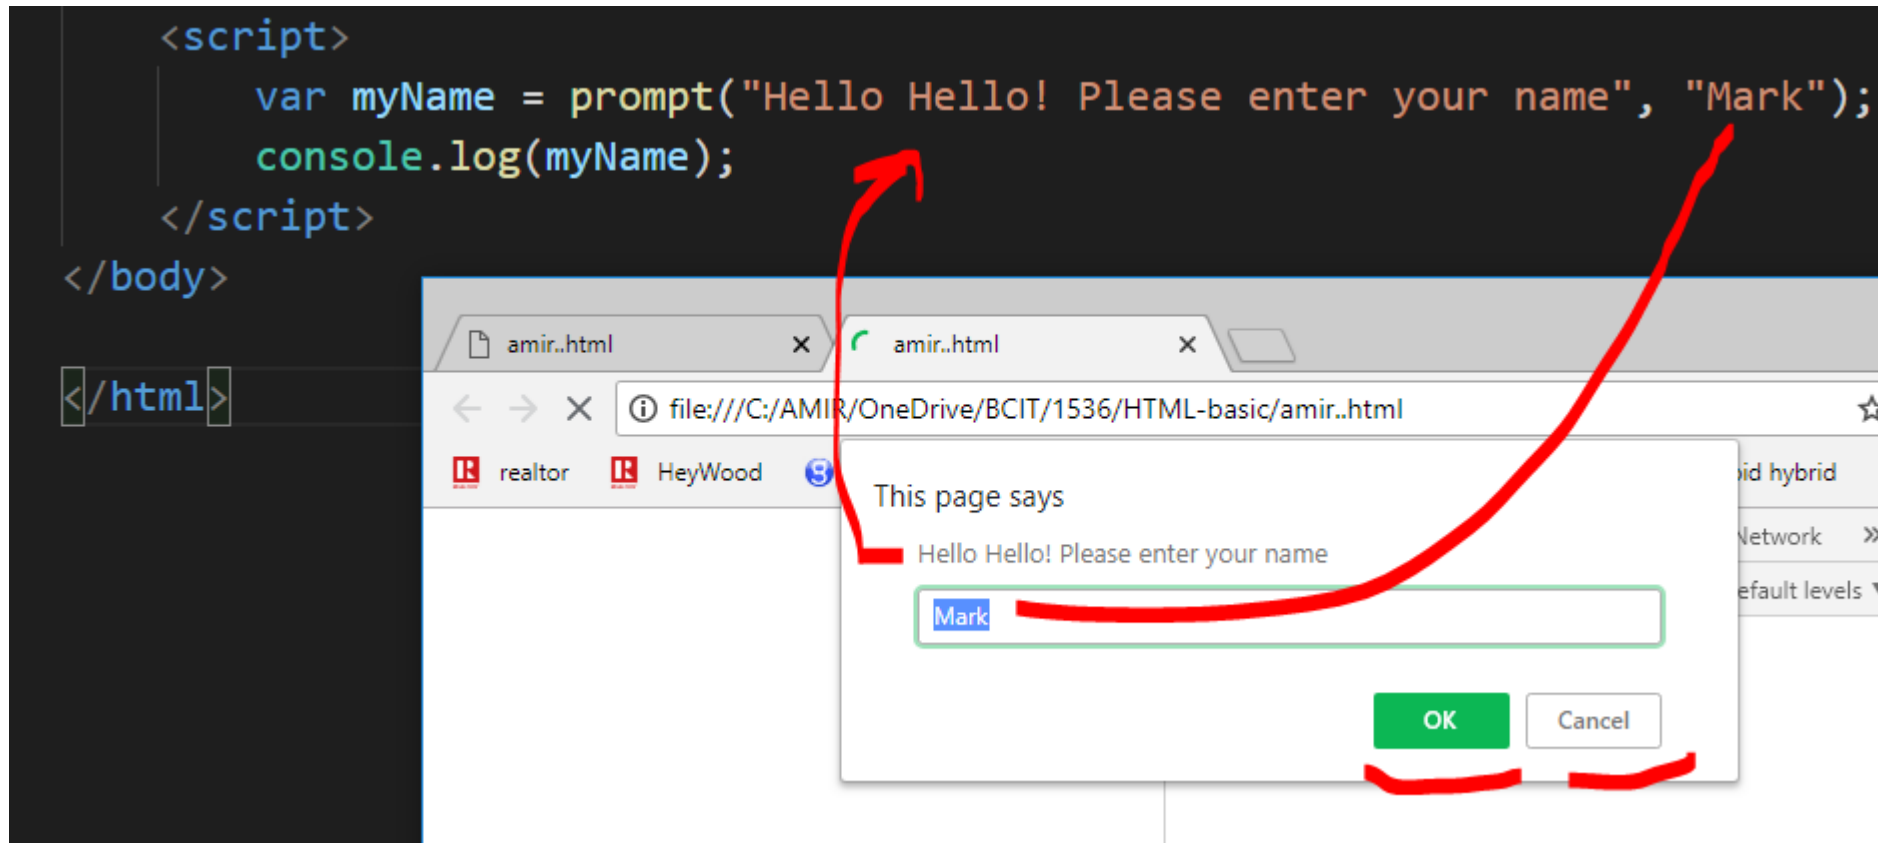 <script>
var myName = prompt("Hello Hello! Please enter your name", "Mark");
console.log(myName);
</script>
</body>
</html>
amir..html
amir..html
file:///C:/AMIR/OneDrive/BCIT/1536/HTML-basic/amir..html
realtor
HeyWood
hybrid
This page says
Network
Hello Hello! Please enter your name
levels
Mark
OK
Cancel